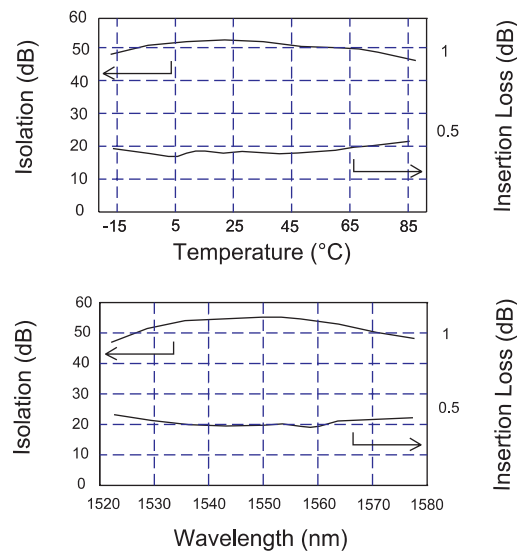 60
50
40
30
20
10
0
Isolation (dB)
1
0.5
Insertion Loss (dB)
-15 5 25 45 65 85
Temperature (°C)
60
50
40
30
20
10
0
Isolation (dB)
1
0.5
Insertion Loss (dB)
1520 1530 1540 1550 1560 1570 1580
Wavelength (nm)